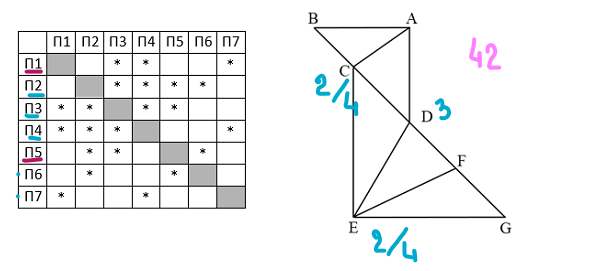 П1 П2 П3 П4 П5 П6 П7
П1 * * *
П2 * * * *
П3 * * * *
П4 * * * *
П5 * * *
П6 * *
П7 * *
B A
42
C
2/4
D 3
F
E G
2/4